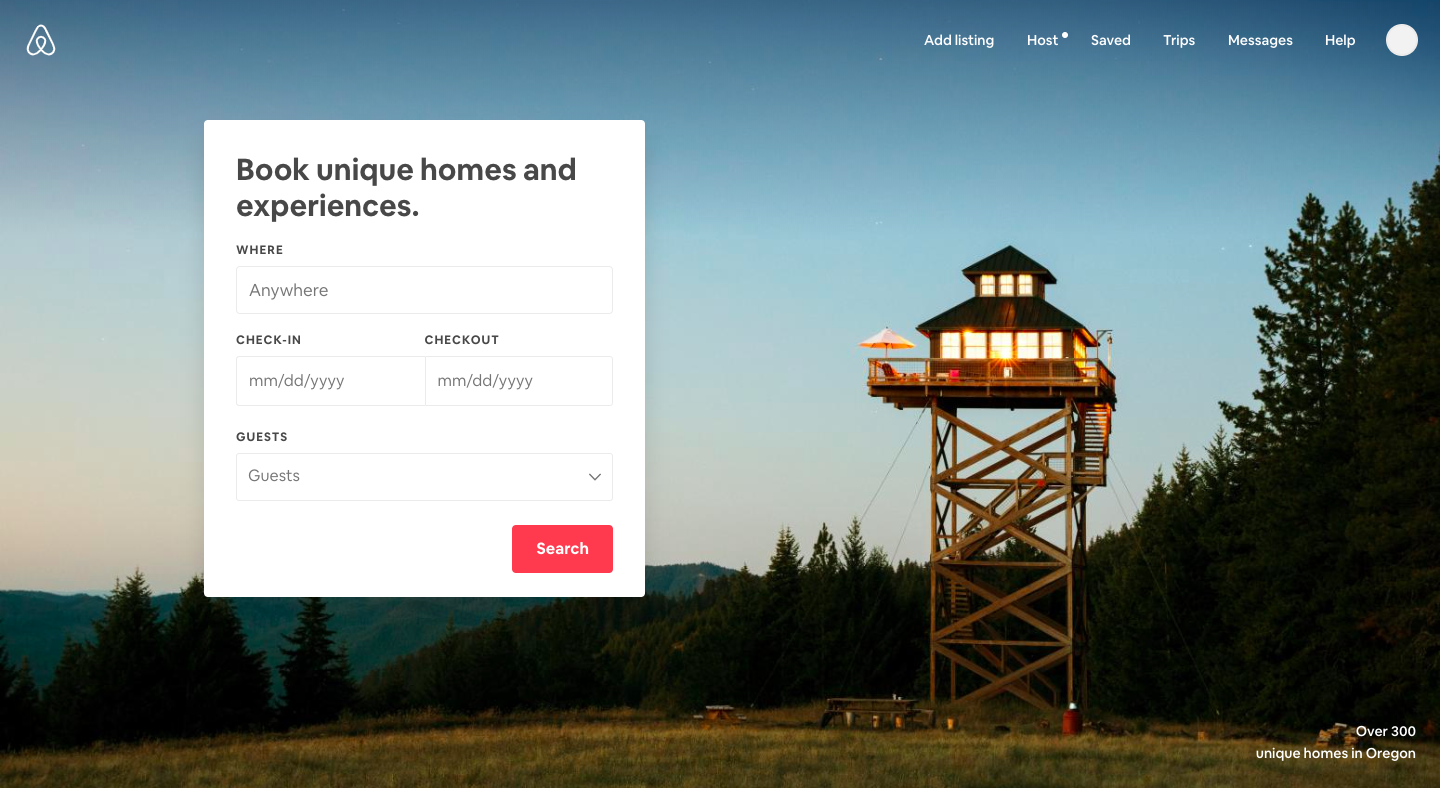 Add listing
Host
Saved
Trips
Messages
Help
Book unique homes and
experiences.
WHERE
Anywhere
CHECK-IN
CHECKOUT
mm/dd/yyyy
mm/dd/yyyy
GUESTS
Guests
Search
Over 300
unique homes in Oregon